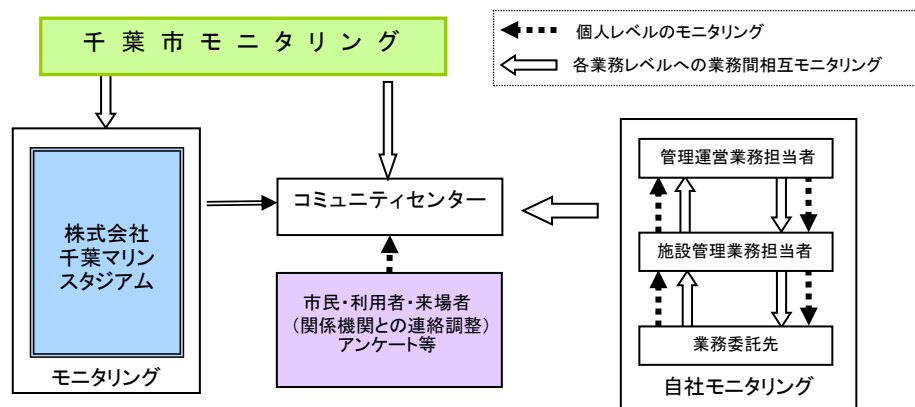 千葉市モニタリング
個人レベルのモニタリング
各業務レベルへの業務間相互モニタリング
株式会社
千葉マリン
スタジアム
モニタリング
コミュニティセンター
市民・利用者・来場者
（関係機関との連絡調整）
アンケート等
管理運営業務担当者
施設管理業務担当者
業務委託先
自社モニタリング